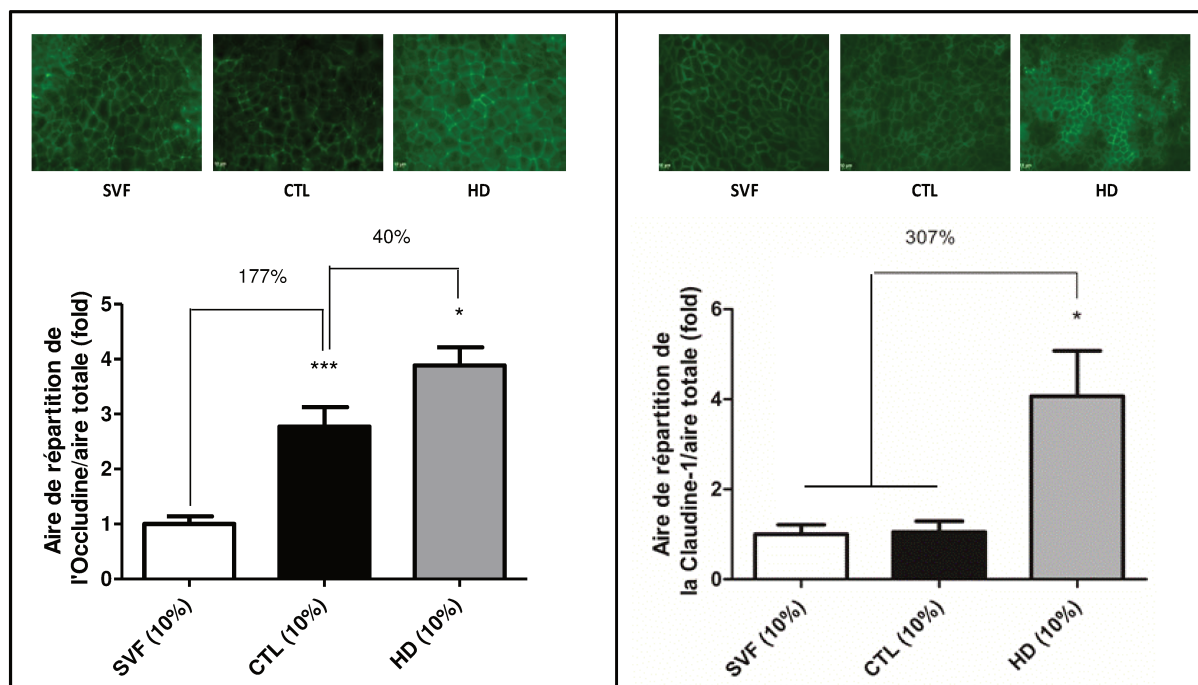 SVF
CTL
HD
40%
177%
Aire de répartition de
l'Occludine/aire totale (fold)
5
4
3
2
1
0
***
*
SVF (10%)
CTL (10%)
HD (10%)
SVF
CTL
HD
307%
Aire de répartition de
la Claudine-1/aire totale (fold)
6
4
2
0
*
SVF (10%)
CTL (10%)
HD (10%)